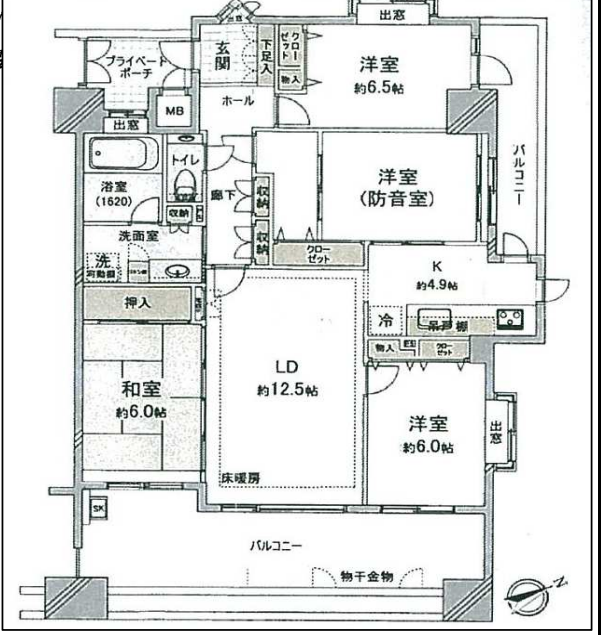 出窓
出窓
プライベート
ポーチ
玄関
下足入
クロー
ゼット
物入
洋室
約6.5帖
MB
ホール
出窓
バルコニー
トイレ
浴室
(1620)
収納
廊下
収納
収納
洋室
(防音室)
洗面室
洗
可動棚
クロー
ゼット
K
約4.9帖
押入
冷
吊戸棚
物入
クロー
ゼット
和室
約6.0帖
LD
約12.5帖
洋室
約6.0帖
出窓
床暖房
SK
バルコニー
物干金物
N